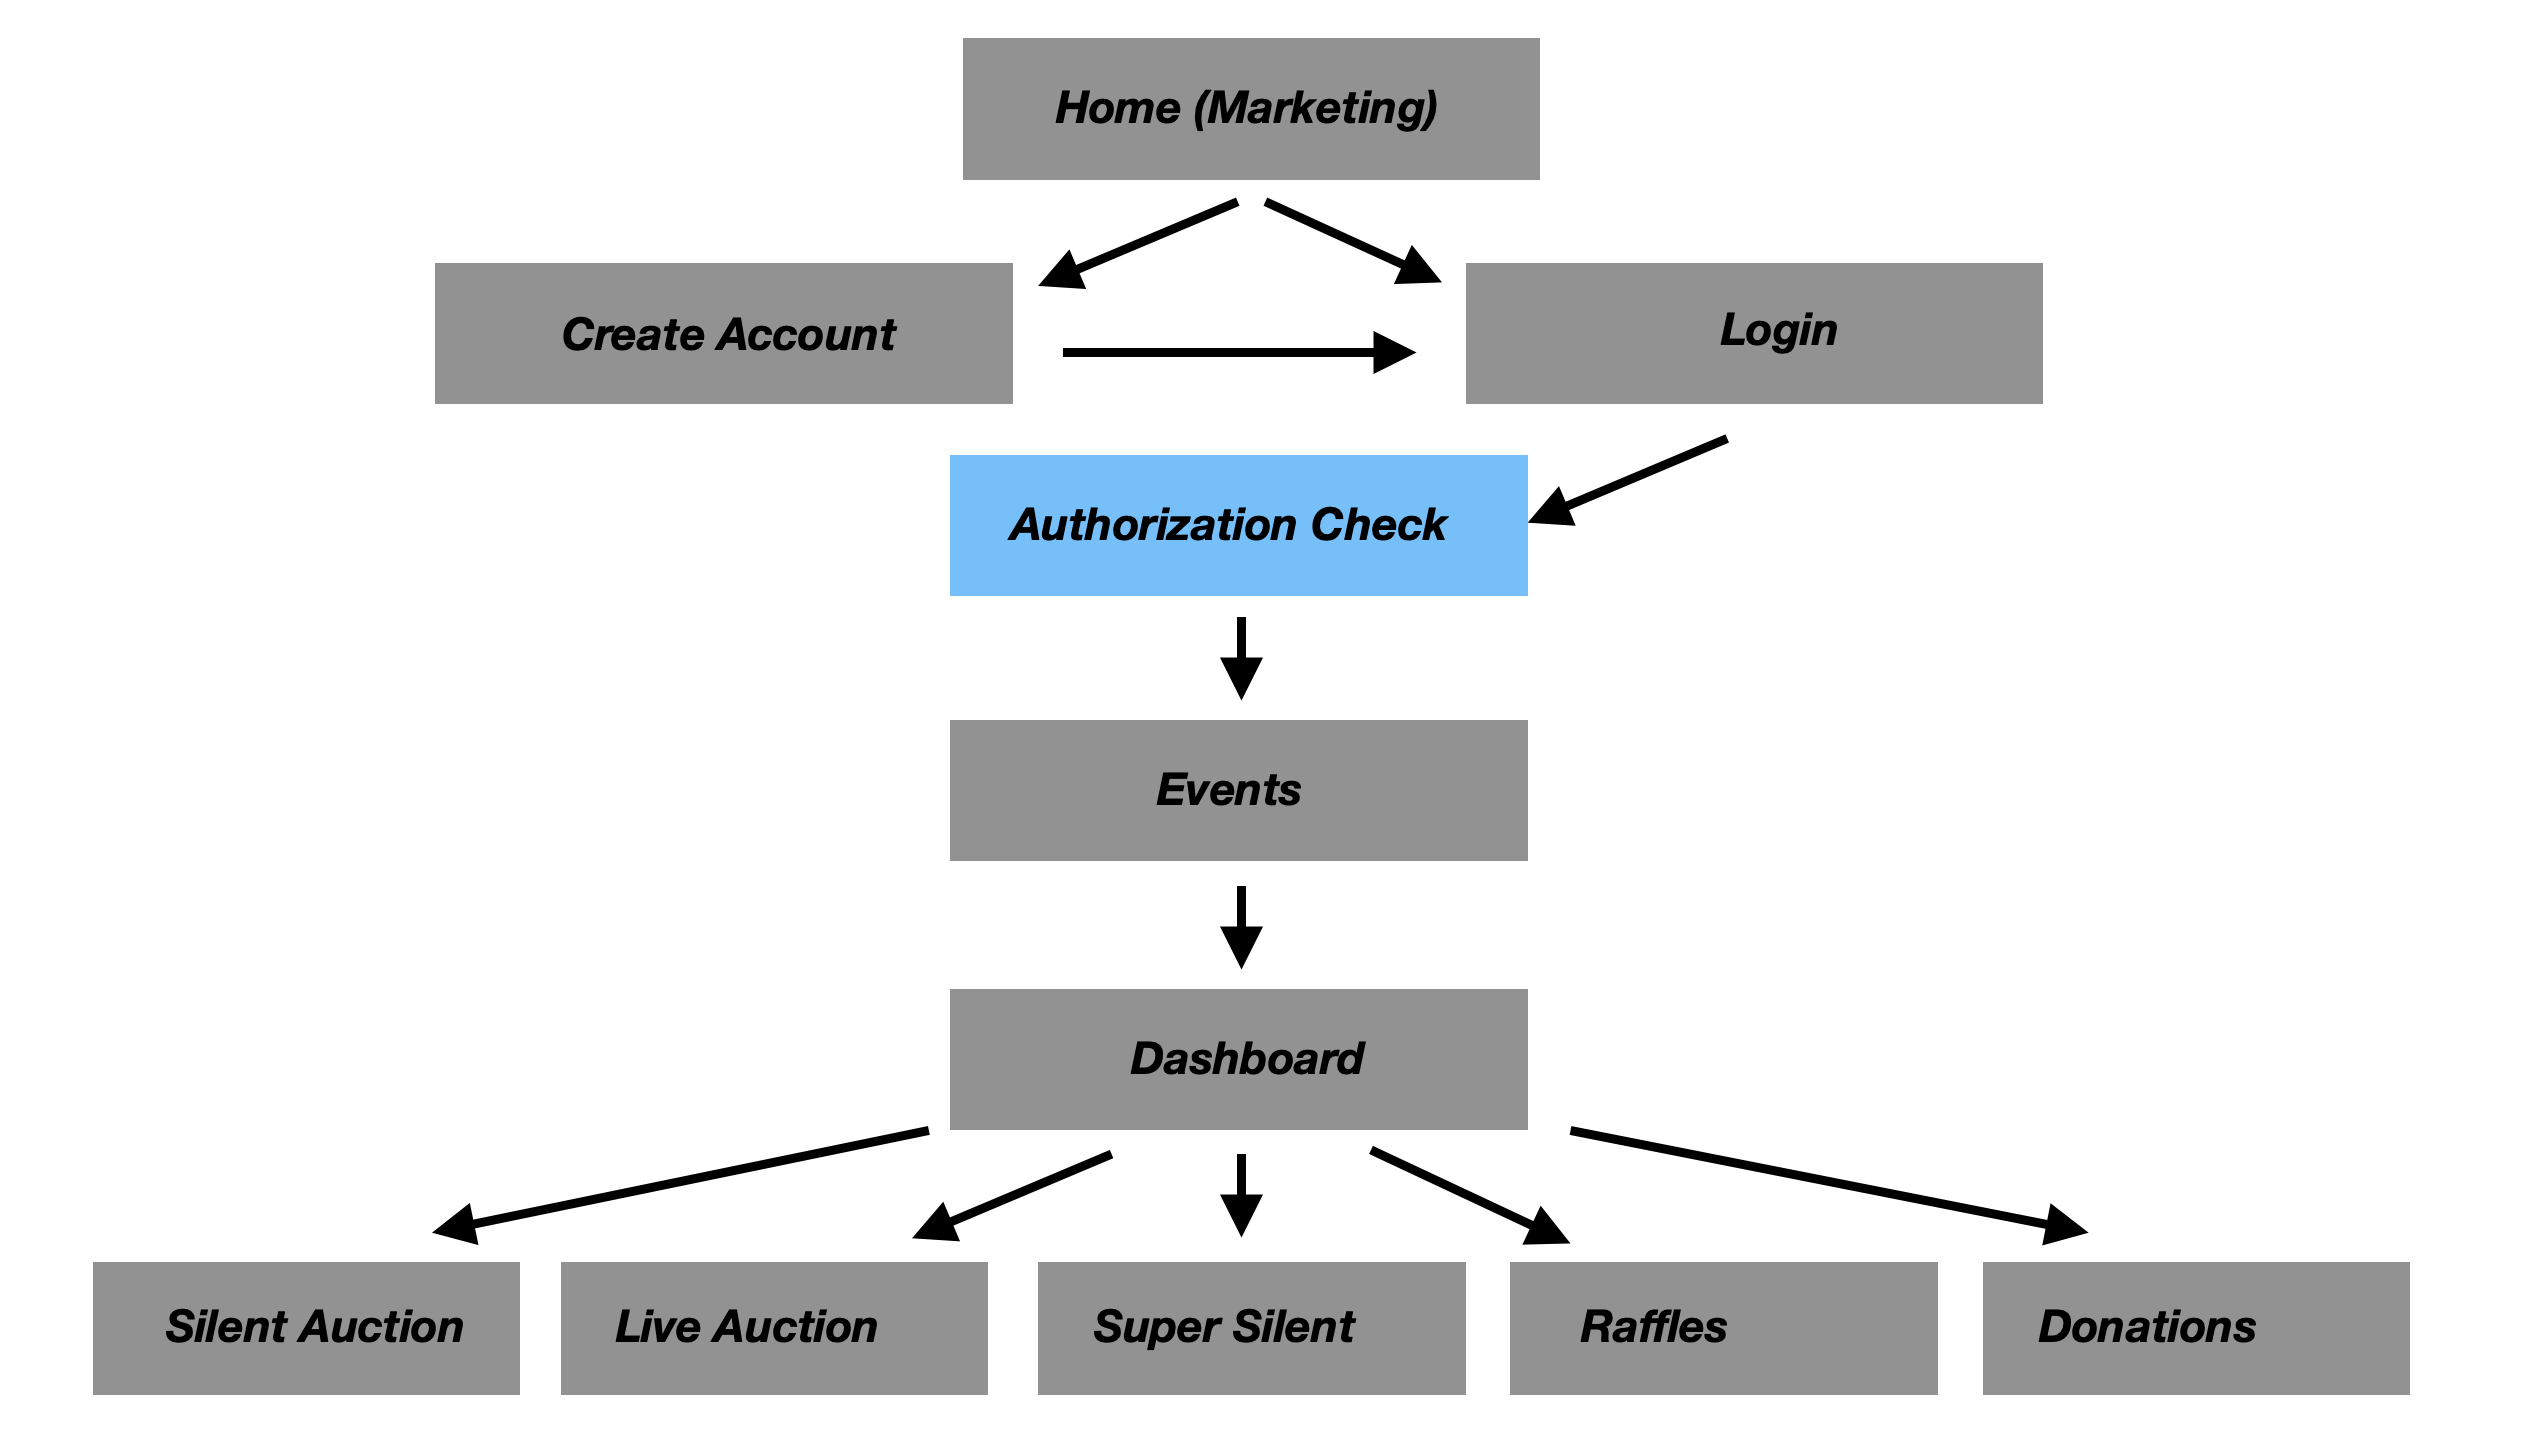 Home (Marketing)
Create Account
Login
Authorization Check
Events
Dashboard
Silent Auction
Live Auction
Super Silent
Raffles
Donations